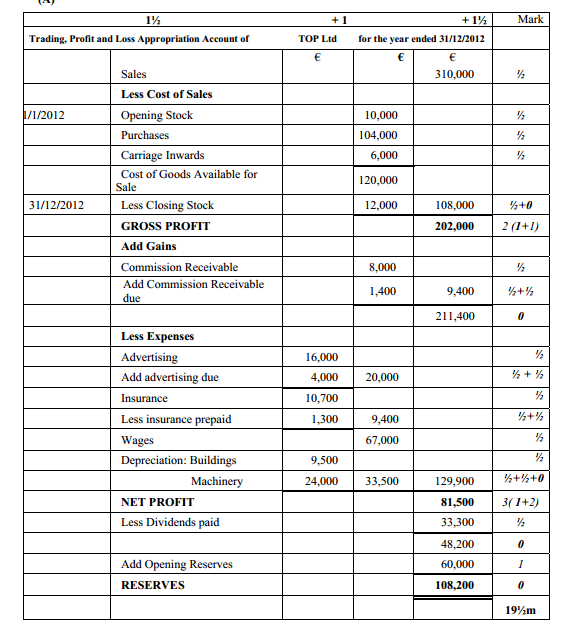 (A)
1½ + 1 + 1½ Mark
Trading, Profit and Loss Appropriation Account of TOP Ltd for the year ended 31/12/2012
€ € €
Sales 310,000 ½
Less Cost of Sales
1/1/2012 Opening Stock 10,000 ½
Purchases 104,000 ½
Carriage Inwards 6,000 ½
Cost of Goods Available for
Sale 120,000
31/12/2012 Less Closing Stock 12,000 108,000 ½+0
GROSS PROFIT 202,000 2 (1+1)
Add Gains
Commission Receivable 8,000 ½
Add Commission Receivable
due 1,400 9,400 ½+½
211,400 0
Less Expenses
Advertising 16,000 ½
Add advertising due 4,000 20,000 ½ + ½
Insurance 10,700 ½
Less insurance prepaid 1,300 9,400 ½+½
Wages 67,000 ½
Depreciation: Buildings 9,500 ½
Machinery 24,000 33,500 129,900 ½+½+0
NET PROFIT 81,500 3( 1+2)
Less Dividends paid 33,300 ½
48,200 0
Add Opening Reserves 60,000 1
RESERVES 108,200 0
19½m